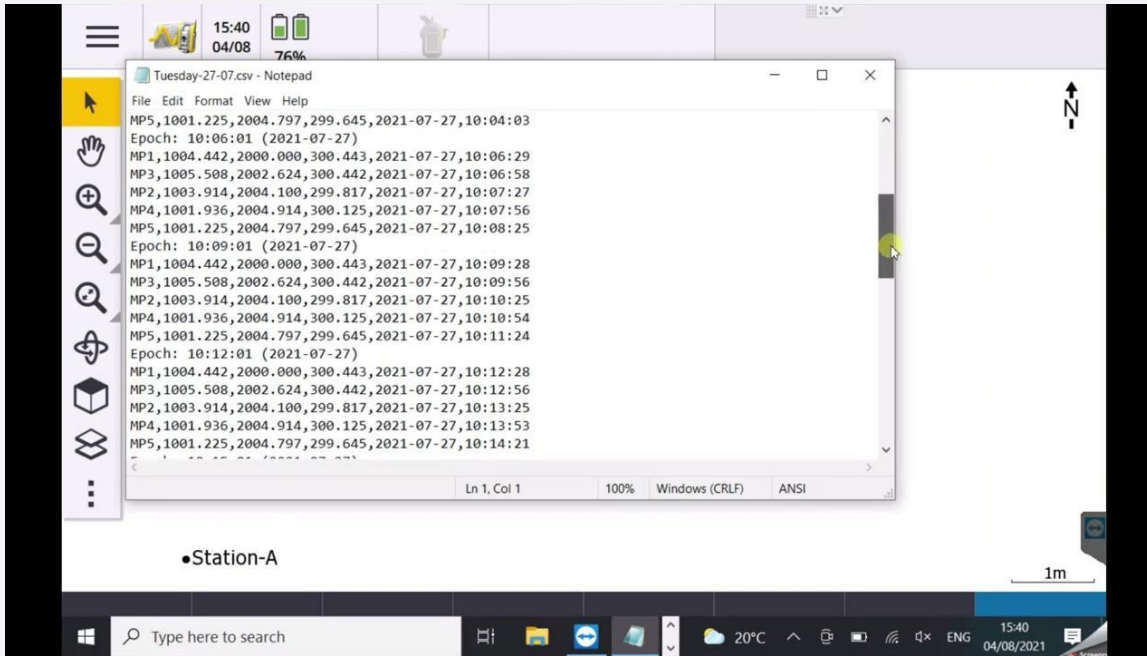 15:40
04/08
76%
Tuesday-27-07.csv - Notepad
File Edit Format View Help
MP5,1001.225,2004.797,299.645,2021-07-27,10:04:03
Epoch: 10:06:01 (2021-07-27)
MP1,1004.442,2000.000,300.443,2021-07-27,10:06:29
MP3,1005.508,2002.624,300.442,2021-07-27,10:06:58
MP2,1003.914,2004.100,299.817,2021-07-27,10:07:27
MP4,1001.936,2004.914,300.125,2021-07-27,10:07:56
MP5,1001.225,2004.797,299.645,2021-07-27,10:08:25
Epoch: 10:09:01 (2021-07-27)
MP1,1004.442,2000.000,300.443,2021-07-27,10:09:28
MP3,1005.508,2002.624,300.442,2021-07-27,10:09:56
MP2,1003.914,2004.100,299.817,2021-07-27,10:10:25
MP4,1001.936,2004.914,300.125,2021-07-27,10:10:54
MP5,1001.225,2004.797,299.645,2021-07-27,10:11:24
Epoch: 10:12:01 (2021-07-27)
MP1,1004.442,2000.000,300.443,2021-07-27,10:12:28
MP3,1005.508,2002.624,300.442,2021-07-27,10:12:56
MP2,1003.914,2004.100,299.817,2021-07-27,10:13:25
MP4,1001.936,2004.914,300.125,2021-07-27,10:13:53
MP5,1001.225,2004.797,299.645,2021-07-27,10:14:21
Ln 1, Col 1 100% Windows (CRLF) ANSI
N
Station-A
1m
Type here to search
20°C
ENG
15:40
04/08/2021